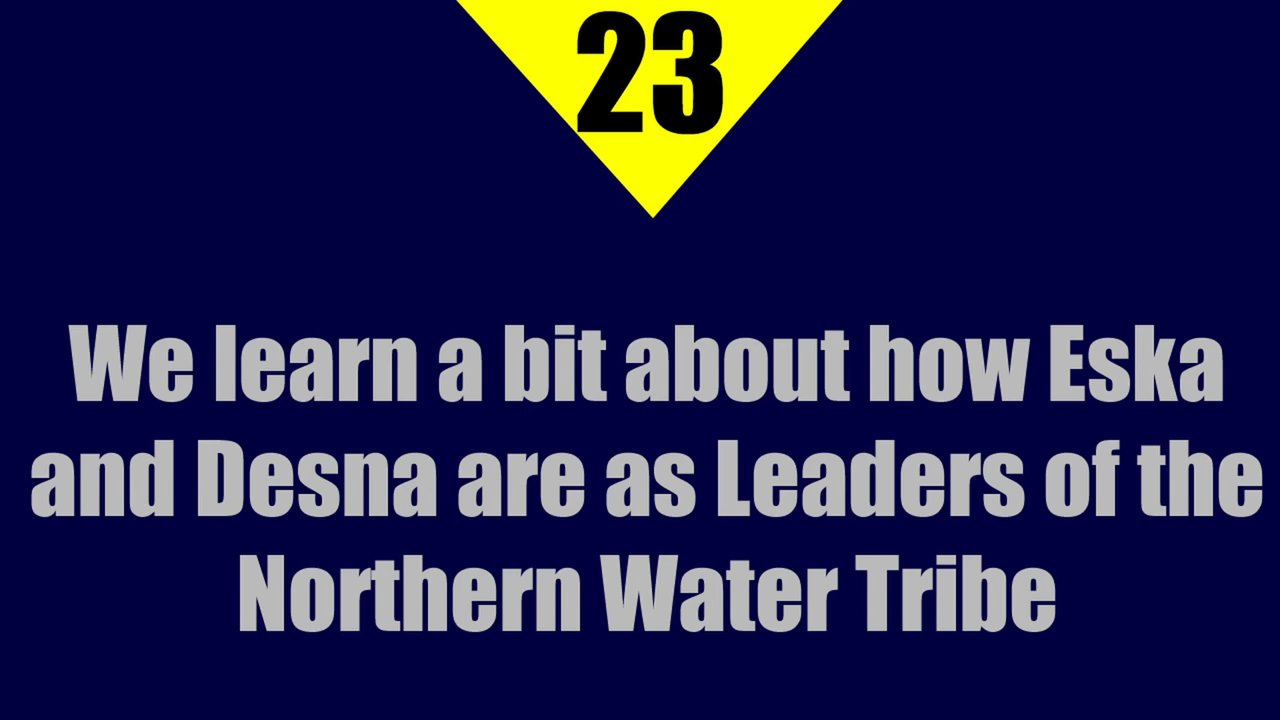 23
We learn a bit about how Eska
and Desna are as Leaders of the
Northern Water Tribe